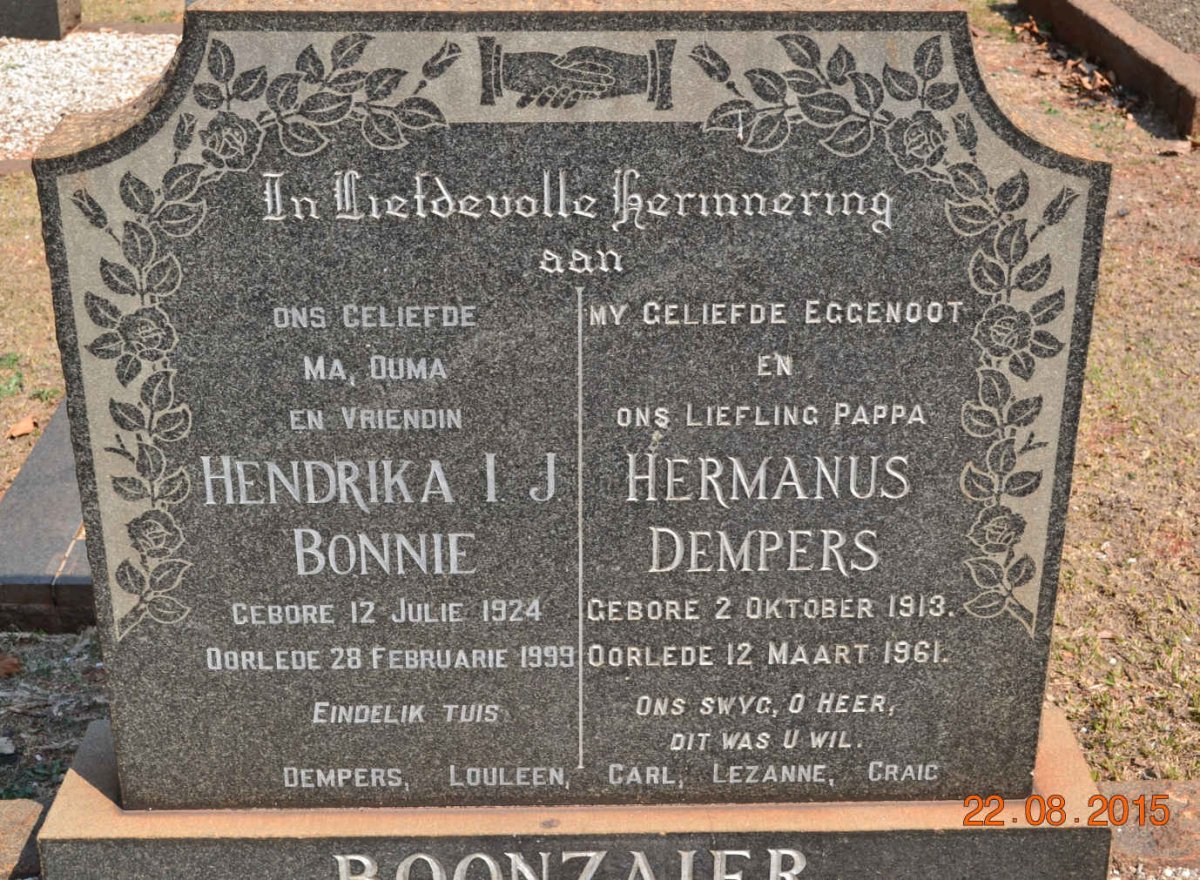 In Liefdevolle Herinnering
aan
ONS GELIEFDE
MA, OUMA
EN VRIENDIN
HENDRIKA I J
BONNIE
GEBORE 12 JULIE 1924
OORLEDE 28 FEBRUARIE 1999
EINDELIK TUIS
MY GELIEFDE EGGENOOT
EN
ONS LIEFLING PAPPA
HERMANUS
DEMPERS
GEBORE 2 OKTOBER 1913.
OORLEDE 12 MAART 1961.
ONS SWYG, O HEER,
DIT WAS U WIL.
DEMPERS, LOULEEN, CARL, LEZANNE, CRAIG
BOONZAIER
22.08.2015